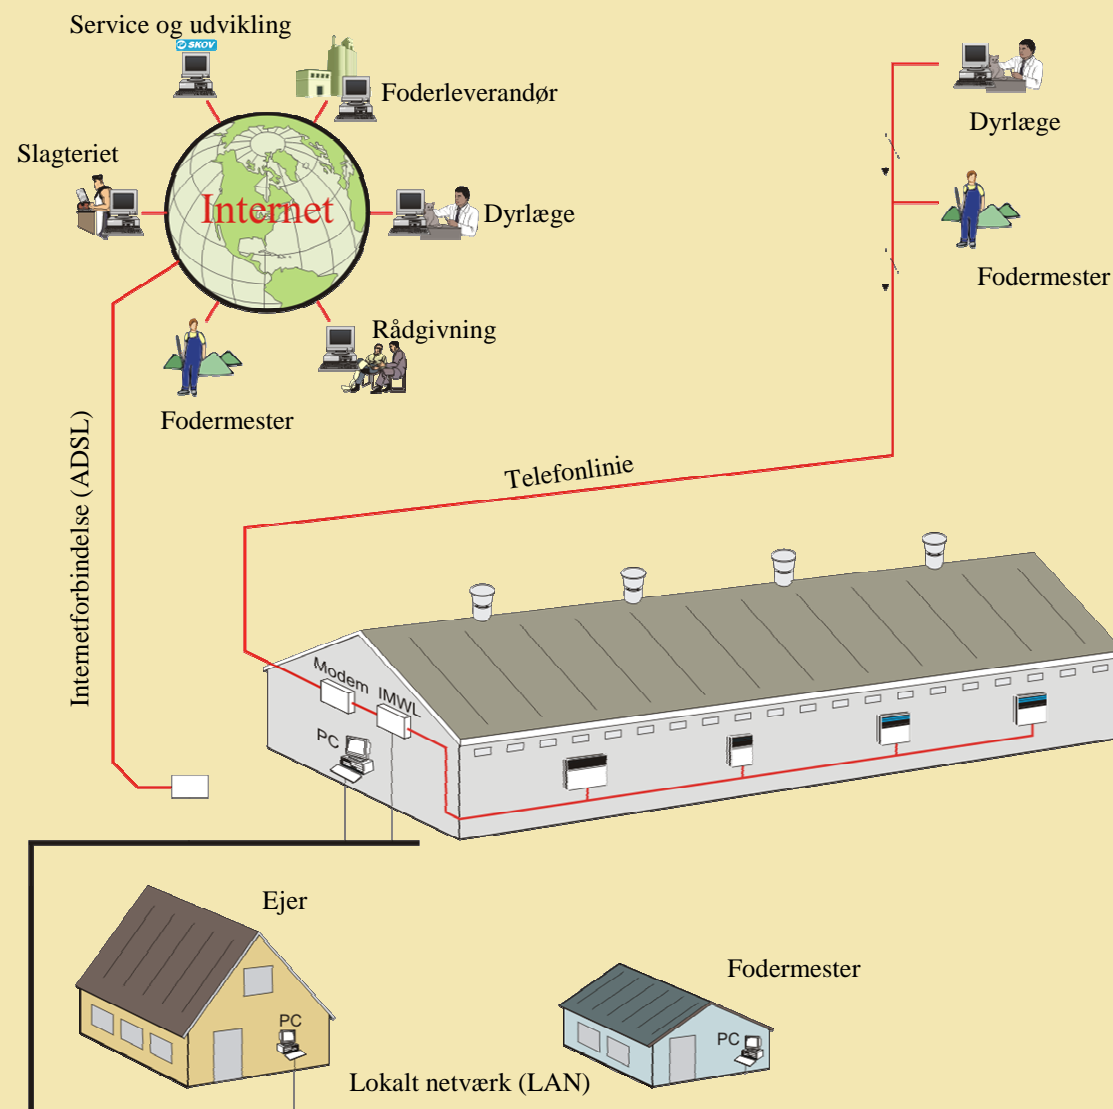 Service og udvikling
SKOV
Foderleverandør
Slagteriet
Internet
Dyrlæge
Rådgivning
Fodermester
Dyrlæge
Fodermester
Internetforbindelse (ADSL)
Telefonlinie
Modem
IMWL
PC
Ejer
PC
Fodermester
PC
Lokalt netværk (LAN)